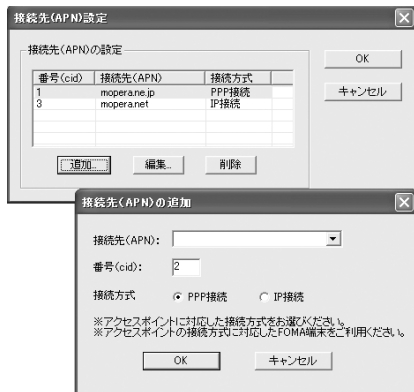 接続先(APN)設定
接続先(APN)の設定
番号(cid) 接続先(APN) 接続方式
1 mopera.ne.jp PPP接続
3 mopera.net IP接続
追加... 編集... 削除
OK
キャンセル
接続先(APN)の追加
接続先(APN):
番号(cid): 2
接続方式 PPP接続 IP接続
※アクセスポイントに対応した接続方式をお選びください。
※アクセスポイントの接続方式に対応したFOMA端末をご利用ください。
OK キャンセル